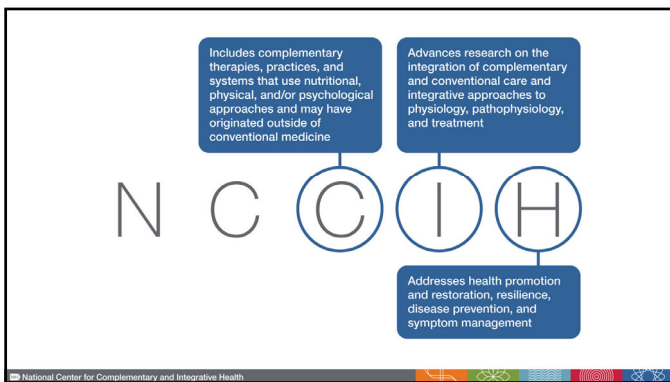 Includes complementary
therapies, practices, and
systems that use nutritional,
physical, and/or psychological
approaches and may have
originated outside of
conventional medicine
Advances research on the
integration of complementary
and conventional care and
integrative approaches to
physiology, pathophysiology,
and treatment
N C C I H
Addresses health promotion
and restoration, resilience,
disease prevention, and
symptom management
NIH National Center for Complementary and Integrative Health